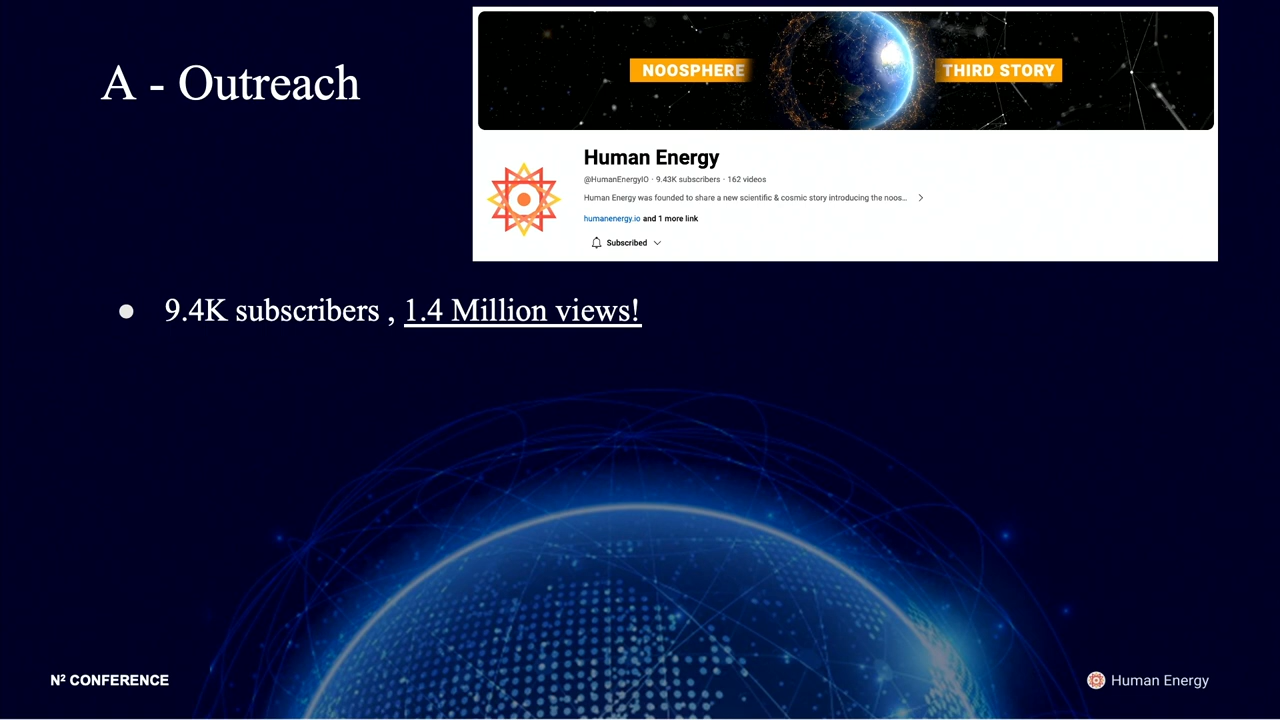 A - Outreach
NOOSPHERE
THIRD STORY
Human Energy
@HumanEnergyIO · 9.43K subscribers · 162 videos
Human Energy was founded to share a new scientific & cosmic story introducing the noos...
humanenergy.io and 1 more link
Subscribed
● 9.4K subscribers , 1.4 Million views!
N² CONFERENCE
Human Energy